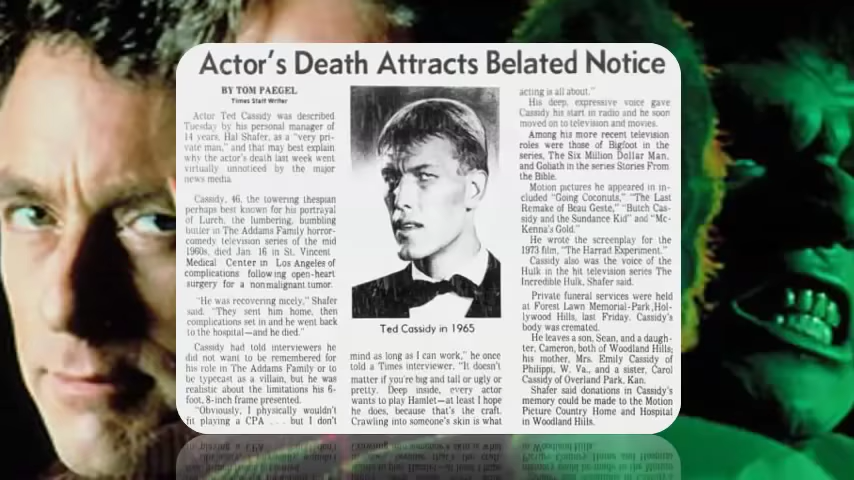 Actor's Death Attracts Belated Notice
BY TOM PAEGEL
Times Staff Writer
Actor Ted Cassidy was described
Tuesday by his personal manager of
14 years, Hal Shafer, as a "very pri-
vate man," and that may best explain
why the actor's death last week went
virtually unnoticed by the major
news media.
Cassidy, 46, the towering thespian
perhaps best known for his portrayal
of Lurch, the lumbering, bumbling
butler in The Addams Family horror-
comedy television series of the mid
1960s, died Jan 16 in St. Vincent
Medical Center in Los Angeles of
complications following open-heart
surgery for a nonmalignant tumor.
"He was recovering nicely," Shafer
said. "They sent him home, then
complications set in and he went back
to the hospital—and he died."
Cassidy had told interviewers he
did not want to be remembered for
his role in The Addams Family or to
be typecast as a villain, but he was
realistic about the limitations his 6-
foot, 8-inch frame presented.
"Obviously, I physically wouldn't
fit playing a CPA . . . but I don't
Ted Cassidy in 1965
mind as long as I can work," he once
told a Times interviewer. "It doesn't
matter if you're big and tall or ugly or
pretty. Deep inside, every actor
wants to play Hamlet—at least I hope
he does, because that's the craft.
Crawling into someone's skin is what
acting is all about."
His deep, expressive voice gave
Cassidy his start in radio and he soon
moved on to television and movies.
Among his more recent television
roles were those of Bigfoot in the
series, The Six Million Dollar Man,
and Goliath in the series Stories From
the Bible.
Motion pictures he appeared in in-
cluded "Going Coconuts," "The Last
Remake of Beau Geste," "Butch Cas-
sidy and the Sundance Kid" and "Mc-
Kenna's Gold."
He wrote the screenplay for the
1973 film, "The Harrad Experiment."
Cassidy also was the voice of the
Hulk in the hit television series The
Incredible Hulk, Shafer said.
Private funeral services were held
at Forest Lawn Memorial-Park, Hol-
lywood Hills, last Friday. Cassidy's
body was cremated.
He leaves a son, Sean, and a daugh-
ter, Cameron, both of Woodland Hills;
his mother, Mrs. Emily Cassidy of
Philippi, W. Va., and a sister, Carol
Cassidy of Overland Park, Kan.
Shafer said donations in Cassidy's
memory could be made to the Motion
Picture Country Home and Hospital
in Woodland Hills.